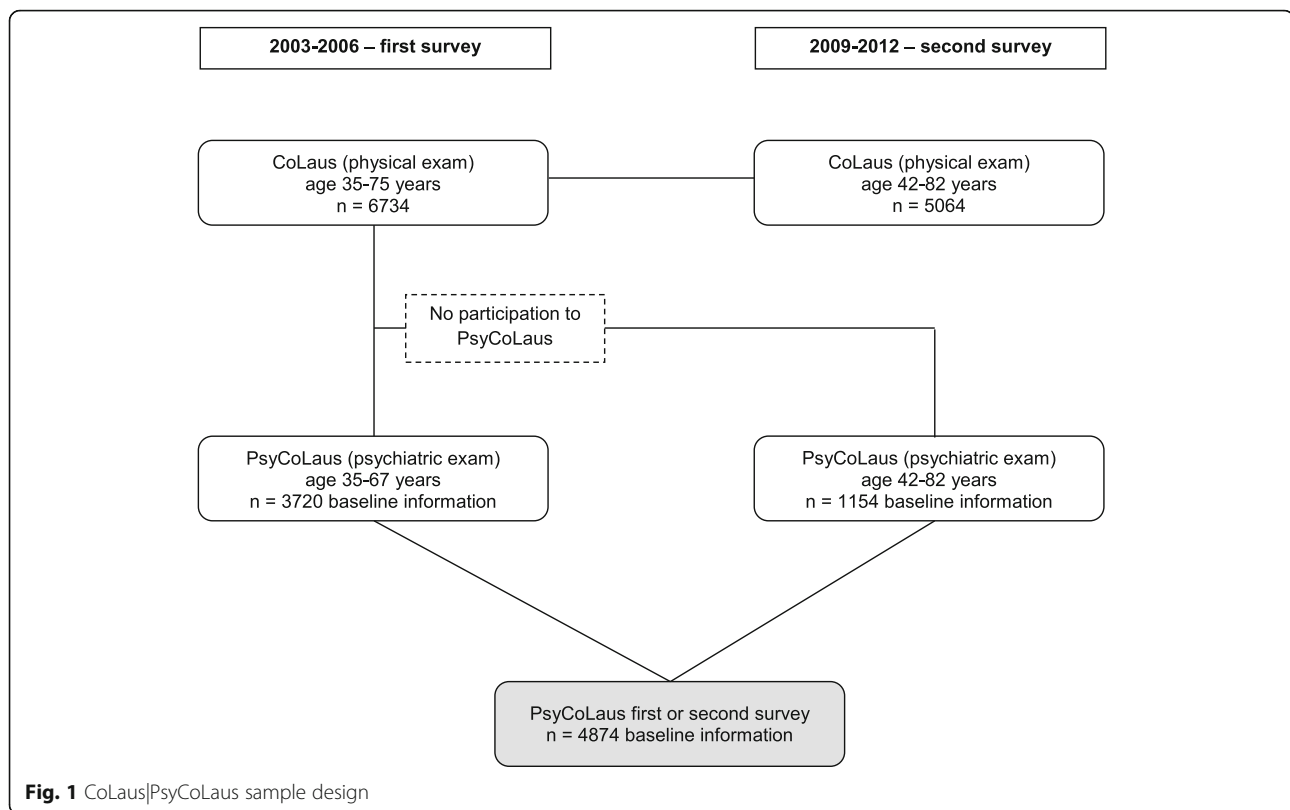 2003-2006 – first survey
2009-2012 – second survey
CoLaus (physical exam)
age 35-75 years
n = 6734
CoLaus (physical exam)
age 42-82 years
n = 5064
No participation to
PsyCoLaus
PsyCoLaus (psychiatric exam)
age 35-67 years
n = 3720 baseline information
PsyCoLaus (psychiatric exam)
age 42-82 years
n = 1154 baseline information
PsyCoLaus first or second survey
n = 4874 baseline information
Fig. 1 CoLaus|PsyCoLaus sample design